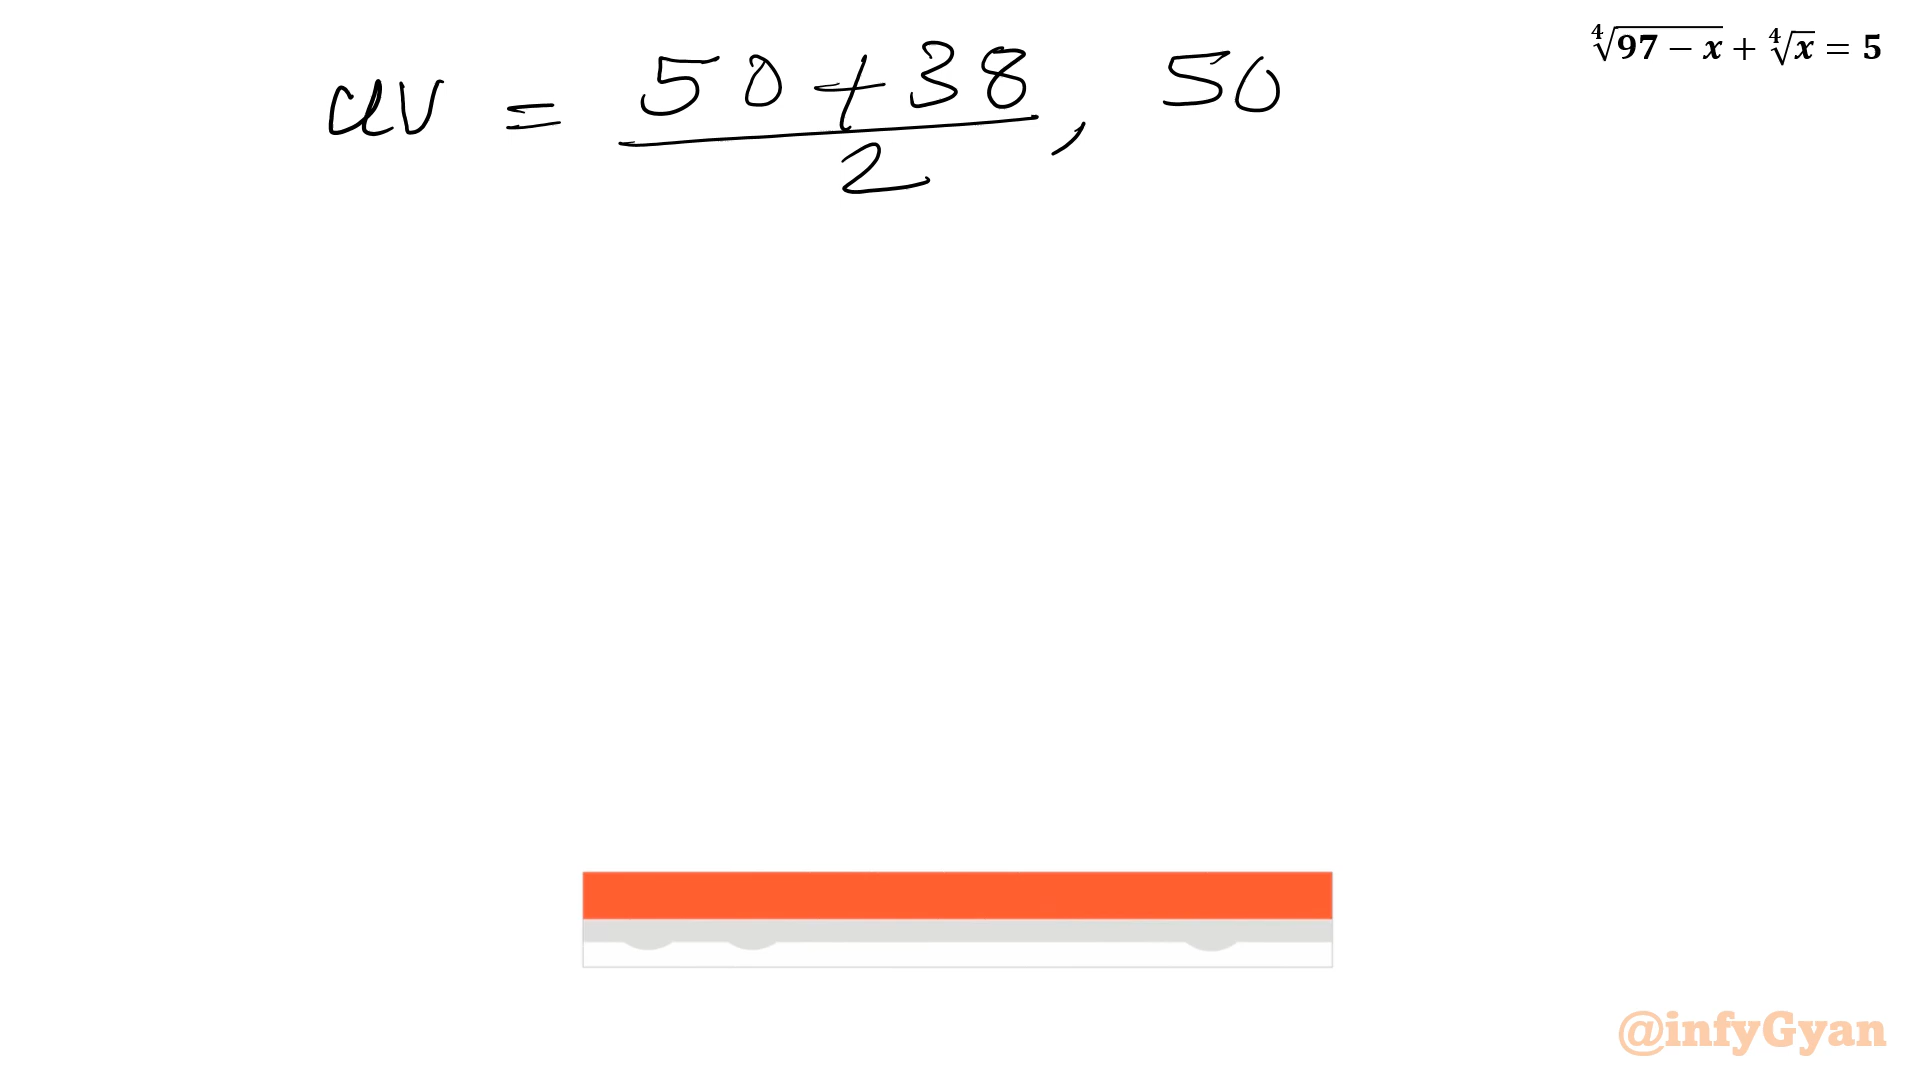 uv = (50+38)/2, 50
∜(97 − x) + ∜x = 5
@infyGyan